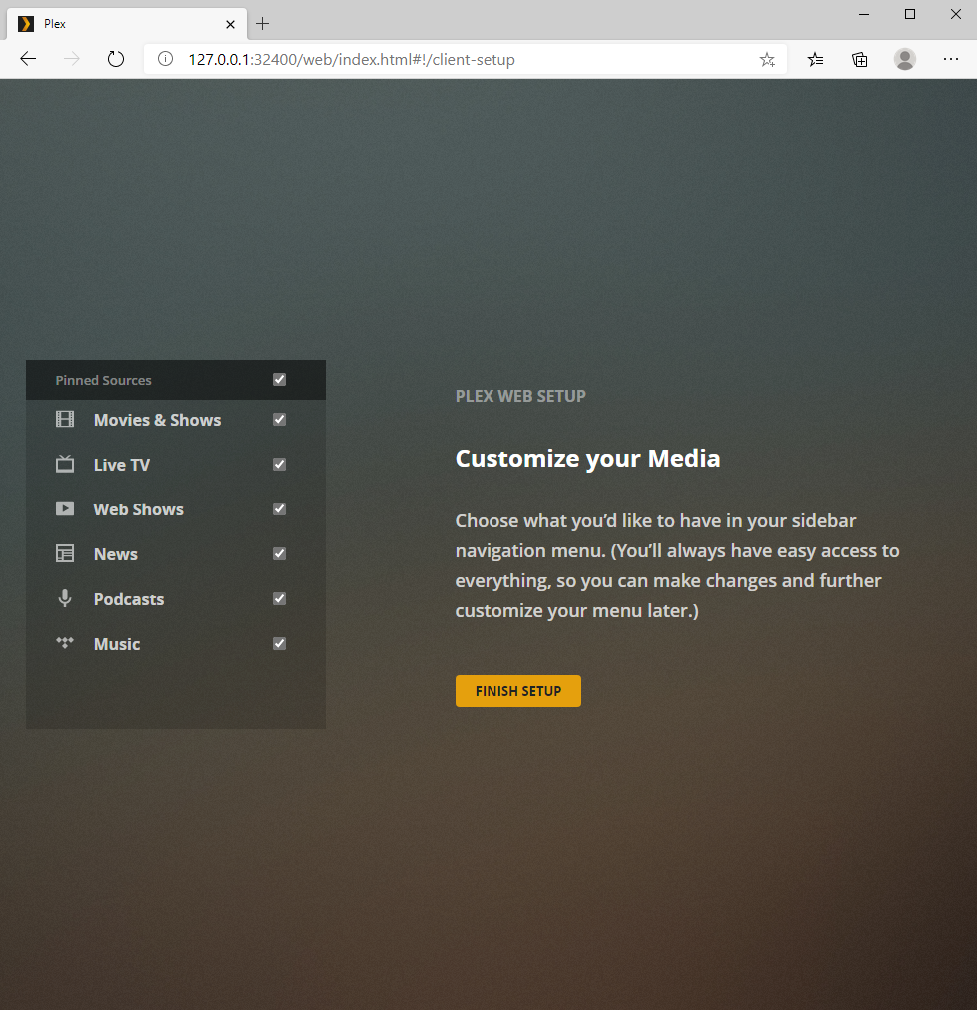 Plex
127.0.0.1:32400/web/index.html#!/client-setup
Pinned Sources
Movies & Shows
Live TV
Web Shows
News
Podcasts
Music
PLEX WEB SETUP
Customize your Media
Choose what you’d like to have in your sidebar
navigation menu. (You’ll always have easy access to
everything, so you can make changes and further
customize your menu later.)
FINISH SETUP